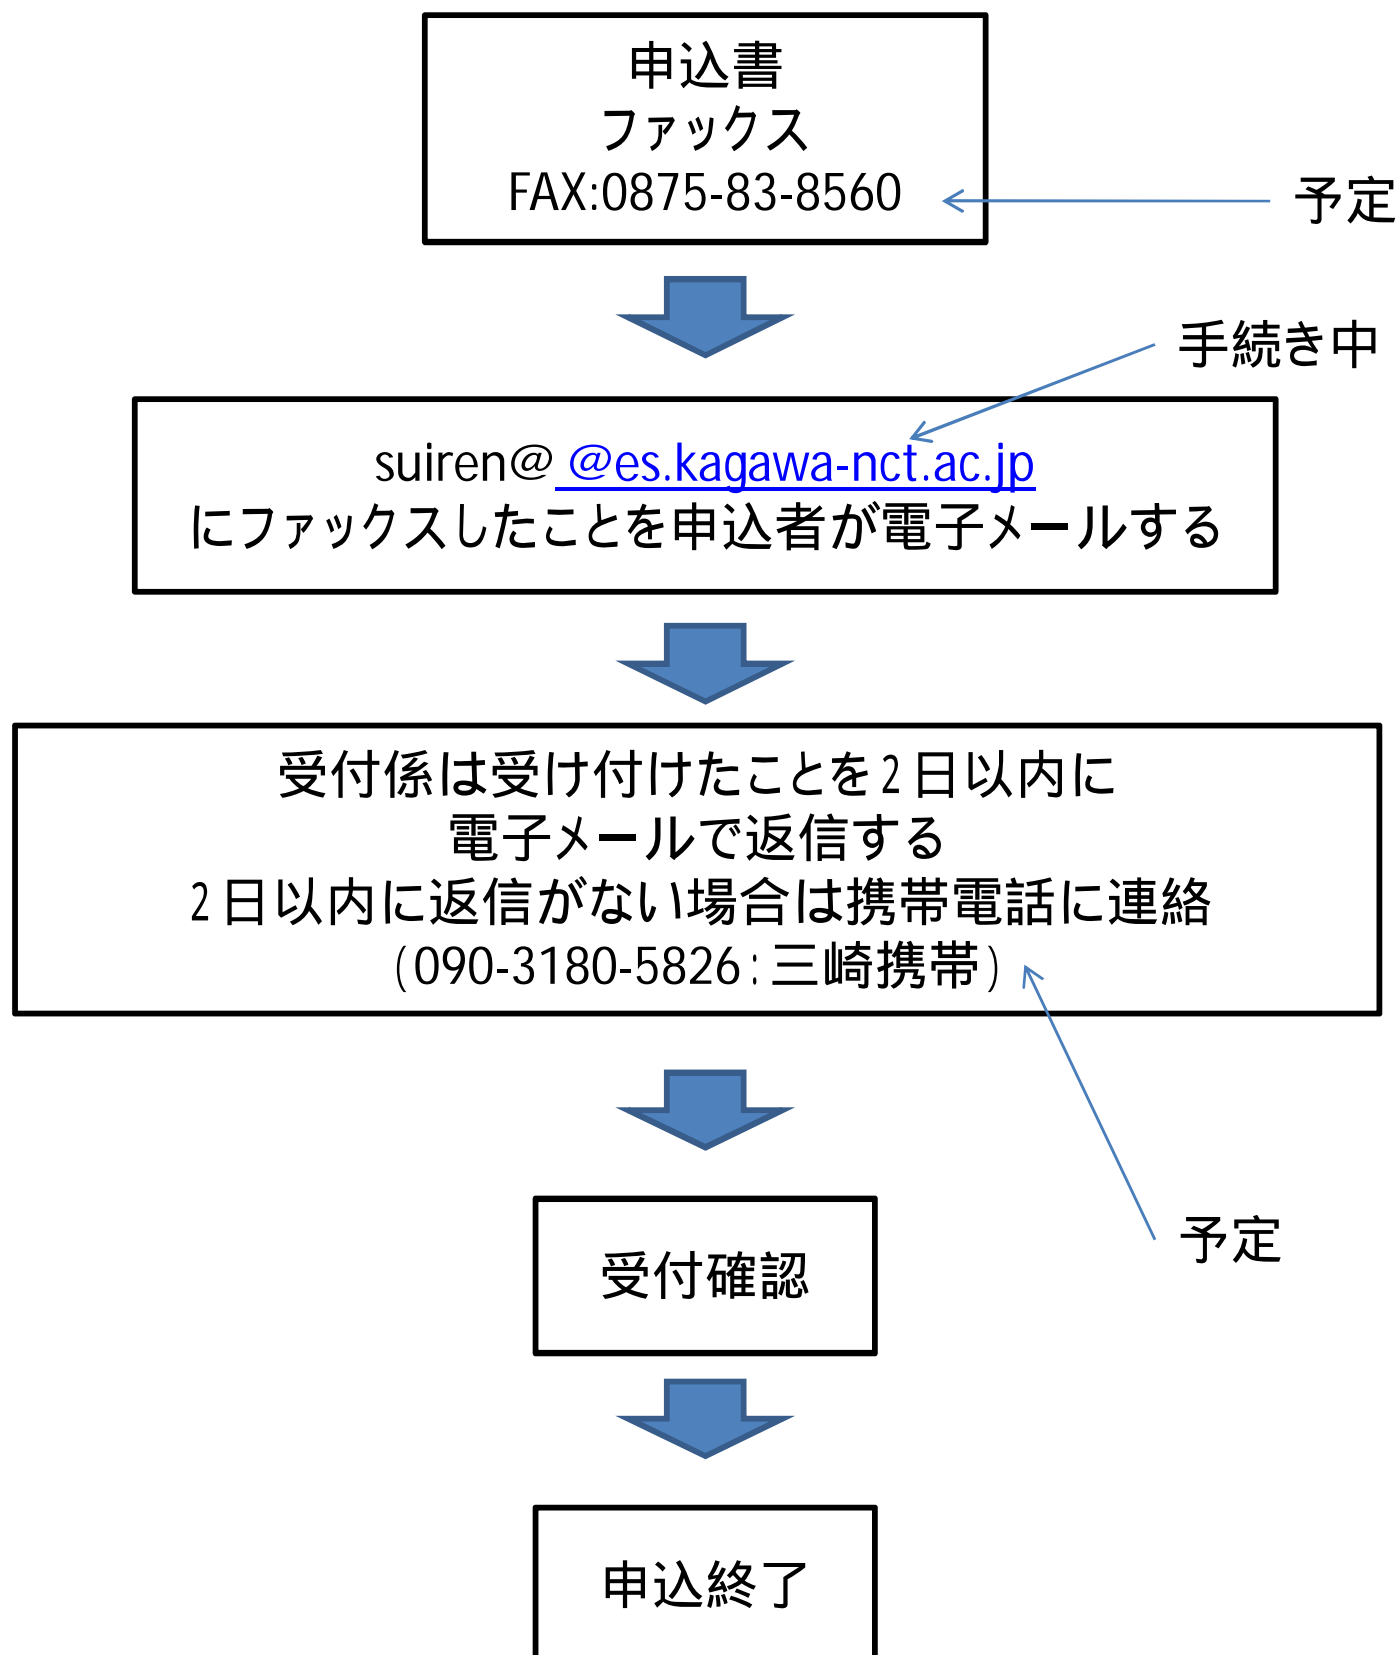 申込書
ファックス
FAX:0875-83-8560
予定
手続き中
suiren@ @es.kagawa-nct.ac.jp
にファックスしたことを申込者が電子メールする
受付係は受け付けたことを2日以内に
電子メールで返信する
2日以内に返信がない場合は携帯電話に連絡
(090-3180-5826:三崎携帯)
予定
受付確認
申込終了